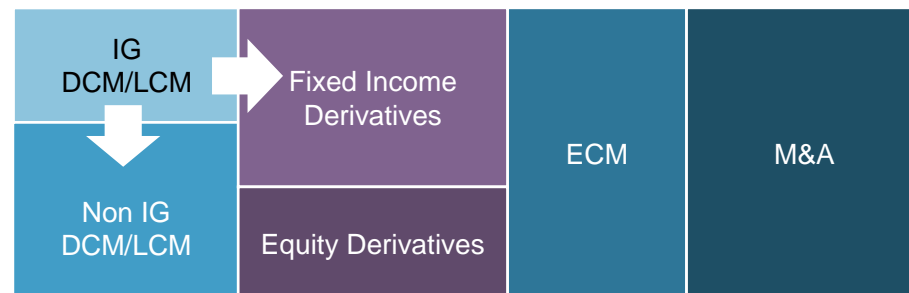 IG
DCM/LCM
Non IG
DCM/LCM
Fixed Income
Derivatives
Equity Derivatives
ECM
M&A